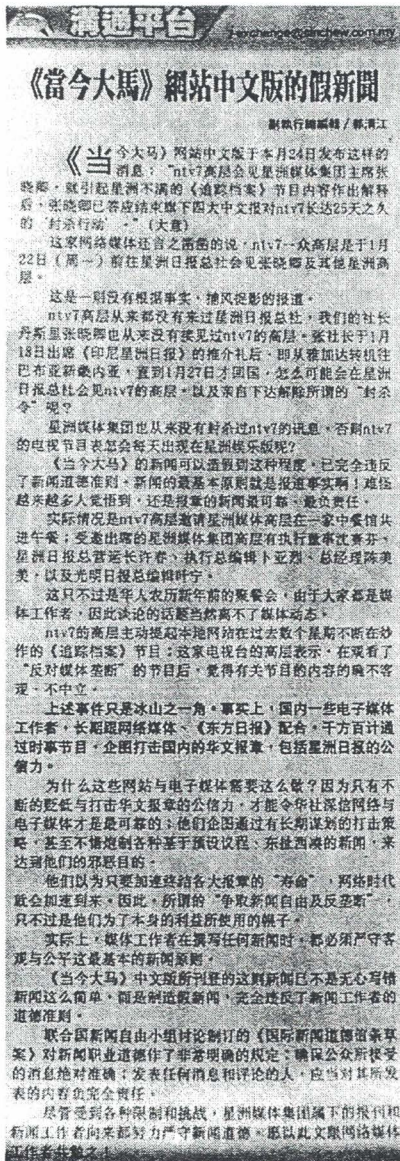 溝通平台
exchange@sinchew.com.my
《當今大馬》網站中文版的假新聞
副執行總編輯/郭清江
《当今大马》网站中文版于本月24日发布这样的
消息:“ntv7高层会见星洲媒体集团主席张
晓卿,就引起星洲不满的《追踪档案》节目内容作出解释
后,张晓卿已答应结束旗下四大中文报对ntv7长达25天之久
的‘封杀行动’。”(大意)
这家网络媒体还言之凿凿的说,ntv7一众高层是于1月
22日(周一)前在星洲日报总社会见张晓卿及其他星洲高
层。
这是一则没有根据事实,捕风捉影的报道。
ntv7高层从来都没有来过星洲日报总社,我们的社长
丹斯里张晓卿也从来没有接见过ntv7的高层。张社长于1月
18日出席《印尼星洲日报》的推介礼后,即从雅加达转机往
巴布亚新畿内亚,直到1月27日才回国,怎么可能会在星洲
日报总社会见ntv7的高层,以及亲自下达解除所谓的“封杀
令”呢?
星洲媒体集团也从来没有封杀过ntv7的讯息,否则ntv7
的电视节目表怎会每天出现在星洲娱乐版呢?
《当今大马》的新闻可以造假到这种程度,已完全违反
了新闻道德准则。新闻的最基本原则就是报道事实啊!难怪
越来越多人觉悟到,还是报章的新闻最可靠、最负责任。
实际情况是ntv7高层邀请星洲媒体高层在一家中餐馆共
进午餐;受邀出席的星洲媒体集团高层有执行董事沈赛芬、
星洲日报总营运长许春、执行总编辑卜亚烈、总经理陈美
美,以及光明日报总编辑叶宁。
这只不过是华人农历新年前的聚餐会,由于大家都是媒
体工作者,因此谈论的话题当然离不了媒体动态。
ntv7的高层主动提起本地网站在过去数个星期不断在炒
作的《追踪档案》节目;这家电视台的高层表示,在观看了
“反对媒体垄断”的节目后,觉得有关节目的内容的确不客
观、不中立。
上述事件只是冰山之一角。事实上,国内一些电子媒体
工作者,长期跟网络媒体、《东方日报》配合,千方百计通
过时事节目,企图打击国内的华文报章,包括星洲日报的公
信力。
为什么这些网站与电子媒体需要这么做?因为只有不
断的贬低与打击华文报章的公信力,才能令华社深信网络与
电子媒体才是最可靠的;他们企图通过有长期谋划的打击策
略,甚至不惜炮制各种基于预设议程、东拉西凑的新闻,来
达到他们的邪恶目的。
他们以为只要加速终结各大报章的“寿命”,网络时代
就会加速到来。因此,所谓的“争取新闻自由及反垄断”,
只不过是他们为了本身的利益所使用的幌子。
实际上,媒体工作者在撰写任何新闻时,都必须严守客
观与公平这最基本的新闻原则。
《当今大马》中文版所刊登的这则新闻已不是无心写错
新闻这么简单,而是制造假新闻,完全违反了新闻工作者的
道德准则。
联合国新闻自由小组讨论制订的《国际新闻道德信条草
案》对新闻职业道德作了非常明确的规定:确保公众所接受
的消息绝对准确;发表任何消息和评论的人,应当对其所发
表的内容负完全责任。
尽管受到各种限制和挑战,星洲媒体集团属下的报刊和
新闻工作者向来都努力严守新闻道德。愿以此文跟网络媒体
工作者共勉之!